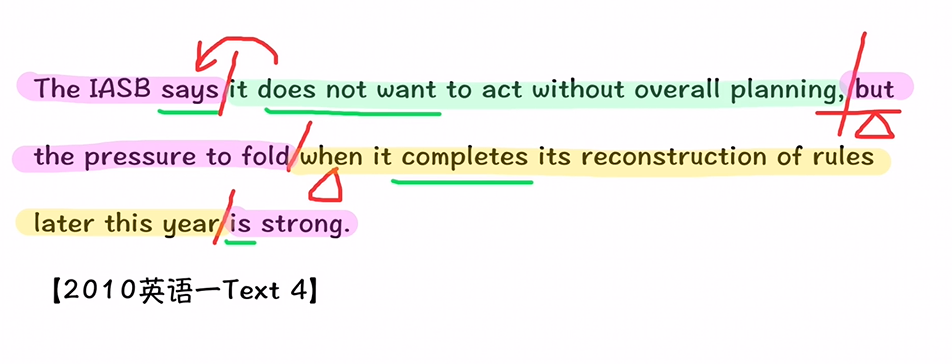 The IASB says it does not want to act without overall planning, but
the pressure to fold when it completes its reconstruction of rules
later this year is strong.
【2010英语一Text 4】